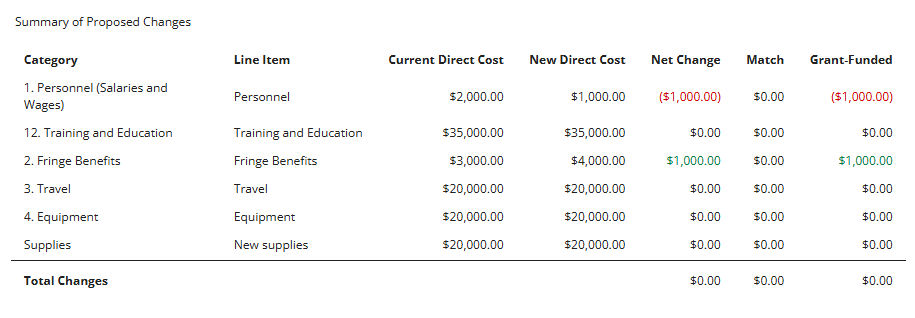 Summary of Proposed Changes
Category Line Item Current Direct Cost New Direct Cost Net Change Match Grant-Funded
1. Personnel (Salaries and
Wages) Personnel $2,000.00 $1,000.00 ($1,000.00) $0.00 ($1,000.00)
12. Training and Education Training and Education $35,000.00 $35,000.00 $0.00 $0.00 $0.00
2. Fringe Benefits Fringe Benefits $3,000.00 $4,000.00 $1,000.00 $0.00 $1,000.00
3. Travel Travel $20,000.00 $20,000.00 $0.00 $0.00 $0.00
4. Equipment Equipment $20,000.00 $20,000.00 $0.00 $0.00 $0.00
Supplies New supplies $20,000.00 $20,000.00 $0.00 $0.00 $0.00
Total Changes $0.00 $0.00 $0.00